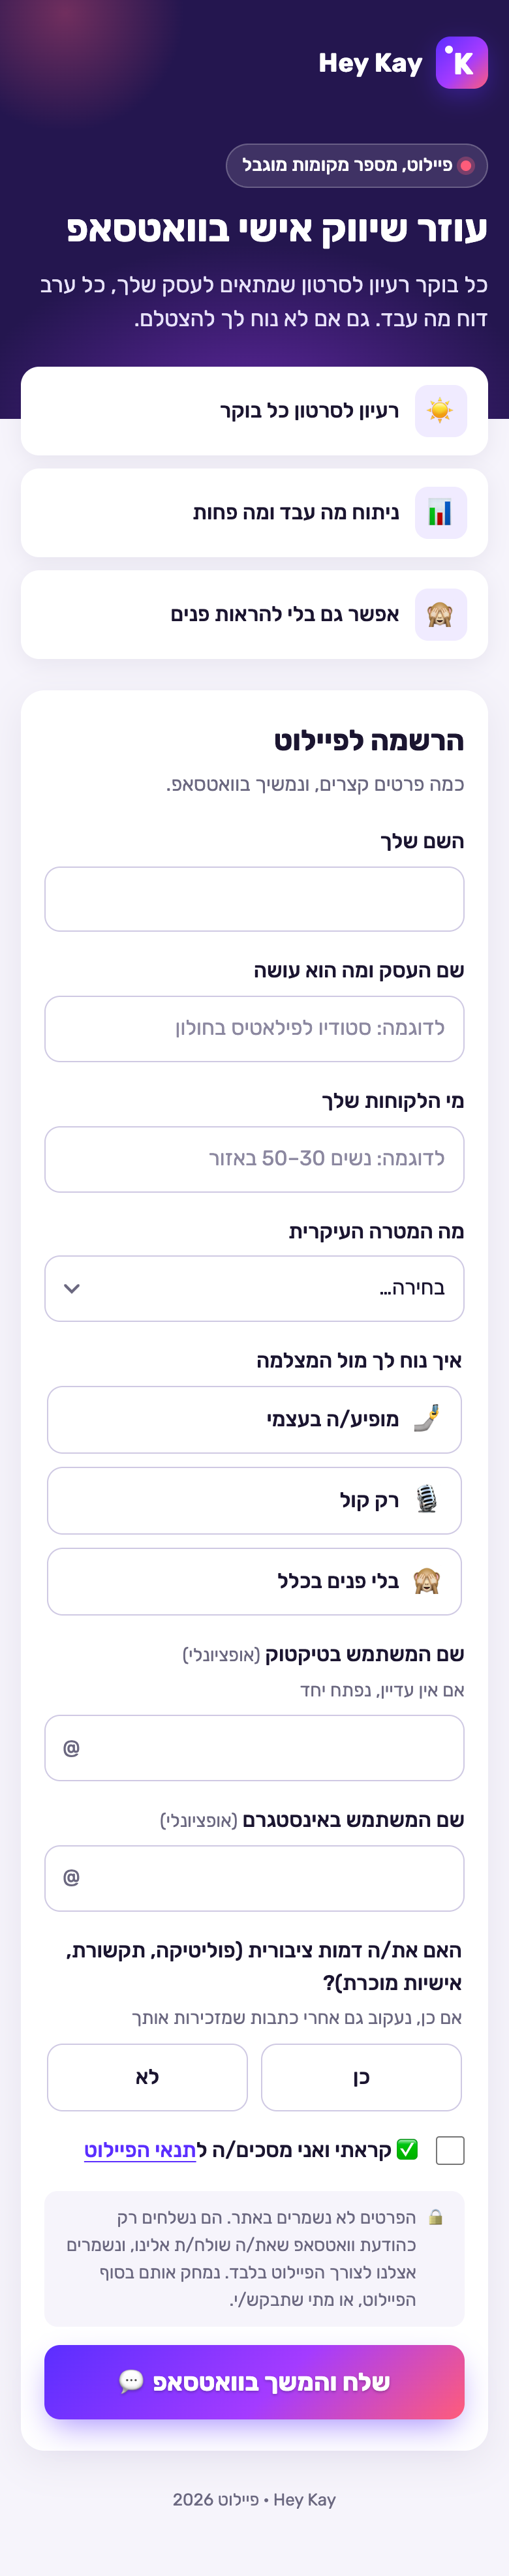 Hey Kay
פיילוט, מספר מקומות מוגבל
עוזר שיווק אישי בוואטסאפ
כל בוקר רעיון לסרטון שמתאים לעסק שלך, כל ערב
דוח מה עבד. גם אם לא נוח לך להצטלם.
רעיון לסרטון כל בוקר
ניתוח מה עבד ומה פחות
אפשר גם בלי להראות פנים
הרשמה לפיילוט
כמה פרטים קצרים, ונמשיך בוואטסאפ.
השם שלך
שם העסק ומה הוא עושה
לדוגמה: סטודיו לפילאטיס בחולון
מי הלקוחות שלך
לדוגמה: נשים 30–50 באזור
מה המטרה העיקרית
בחירה...
איך נוח לך מול המצלמה
מופיע/ה בעצמי
רק קול
בלי פנים בכלל
שם המשתמש בטיקטוק (אופציונלי)
אם אין עדיין, נפתח יחד
@
שם המשתמש באינסטגרם (אופציונלי)
@
האם את/ה דמות ציבורית (פוליטיקה, תקשורת,
אישיות מוכרת)?
אם כן, נעקוב גם אחרי כתבות שמזכירות אותך
כן
לא
✅ קראתי ואני מסכים/ה לתנאי הפיילוט
הפרטים לא נשמרים באתר. הם נשלחים רק
כהודעת וואטסאפ שאת/ה שולח/ת אלינו, ונשמרים
אצלנו לצורך הפיילוט בלבד. נמחק אותם בסוף
הפיילוט, או מתי שתבקש/י.
שלח והמשך בוואטסאפ 💬
Hey Kay • פיילוט 2026